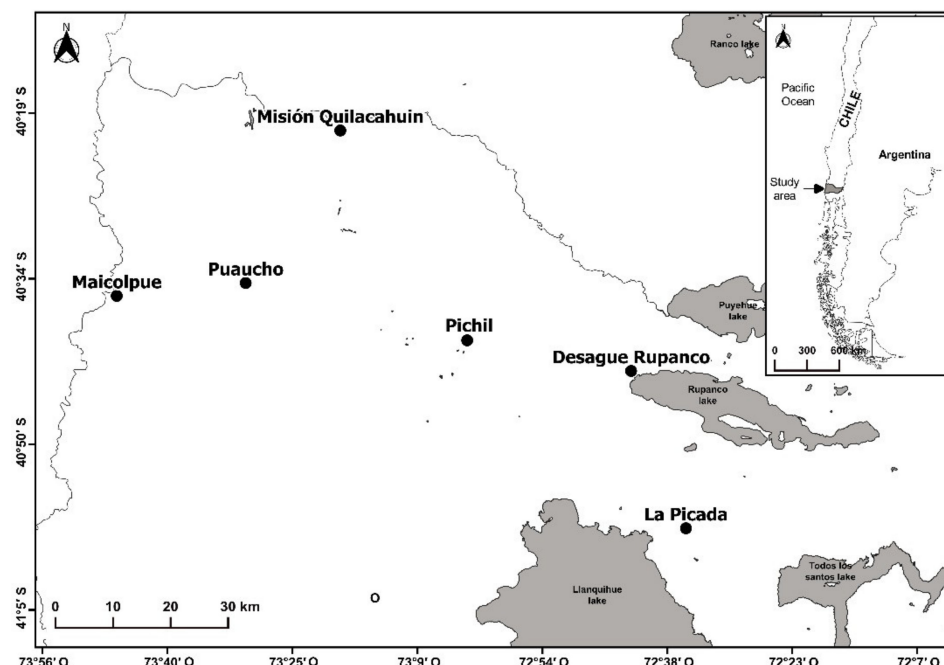 N
Ranco lake
N
Pacific
Ocean
CHILE
Argentina
Study
area
0 300 600 km
40°19' S
Misión Quilacahuin
40°34' S
Maicolpue
Puaucho
Puyehue
lake
Pichil
Desague Rupanco
Rupanco
lake
40°50' S
La Picada
Todos los
santos lake
Llanquihue
lake
41°5' S
0 10 20 30 km
73°56' O 73°40' O 73°25' O 73°9' O 72°54' O 72°38' O 72°23' O 72°7' O